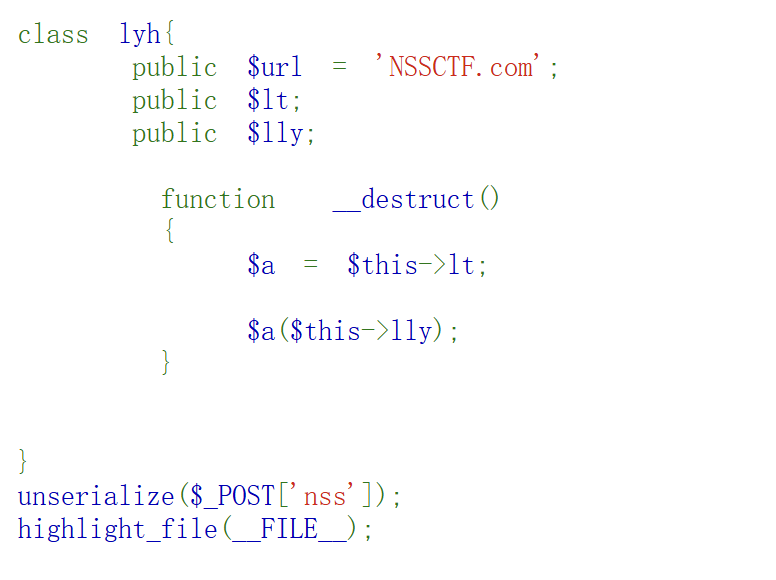 class lyh{
public $url = 'NSSCTF.com';
public $lt;
public $lly;
function __destruct()
{
$a = $this->lt;
$a($this->lly);
}
}
unserialize($_POST['nss']);
highlight_file(__FILE__);